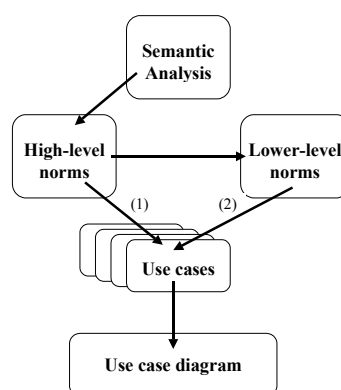 Semantic
Analysis
High-level
norms
Lower-level
norms
(1)
(2)
Use cases
Use case diagram